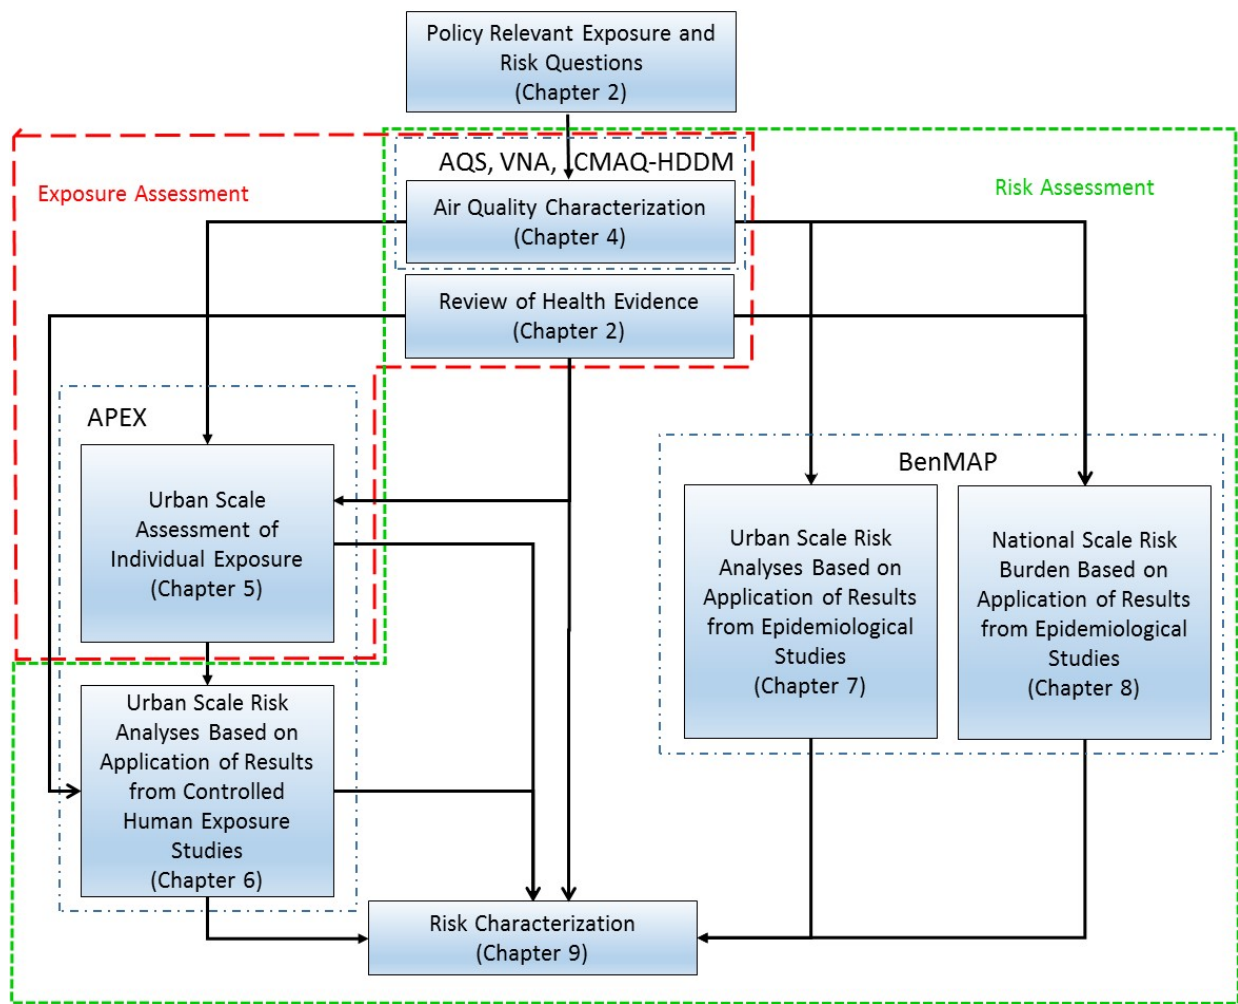 Policy Relevant Exposure and
Risk Questions
(Chapter 2)
AQS, VNA, CMAQ-HDDM
Exposure Assessment
Risk Assessment
Air Quality Characterization
(Chapter 4)
Review of Health Evidence
(Chapter 2)
APEX
BenMAP
Urban Scale
Assessment of
Individual Exposure
(Chapter 5)
Urban Scale Risk
Analyses Based on
Application of Results
from Epidemiological
Studies
(Chapter 7)
National Scale Risk
Burden Based on
Application of Results
from Epidemiological
Studies
(Chapter 8)
Urban Scale Risk
Analyses Based on
Application of Results
from Controlled
Human Exposure
Studies
(Chapter 6)
Risk Characterization
(Chapter 9)